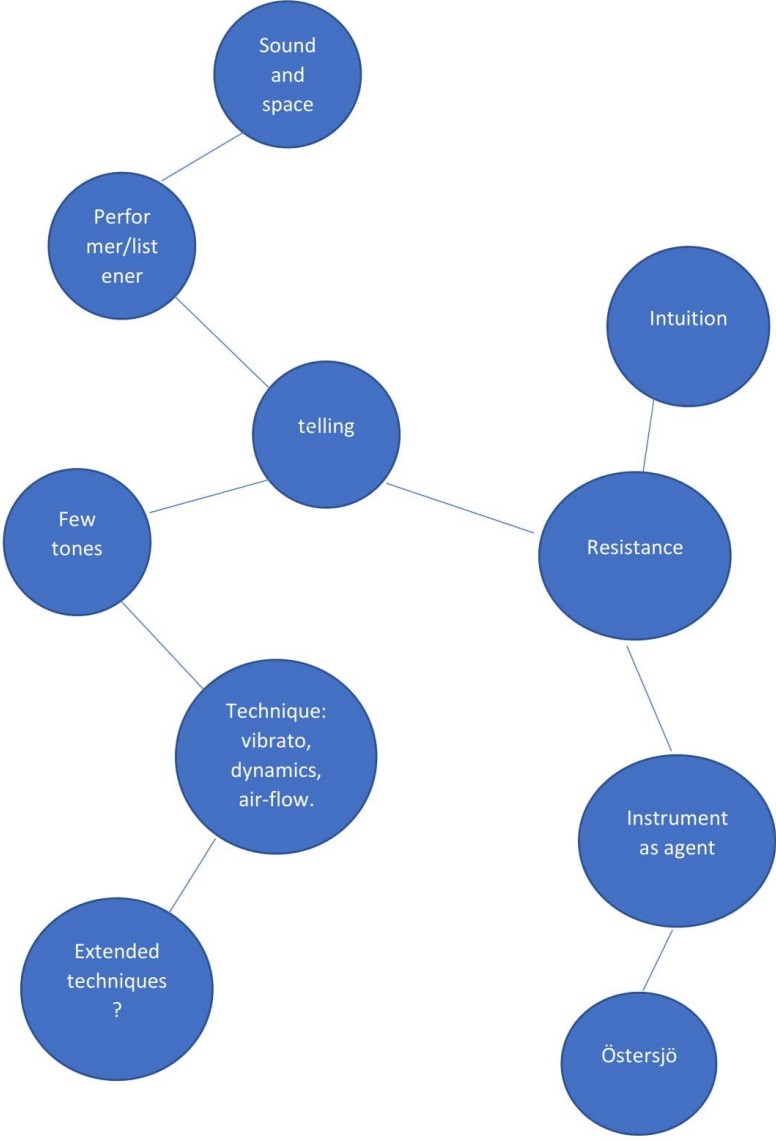 Sound
and
space
Perfor
mer/list
ener
Intuition
telling
Few
tones
Resistance
Technique:
vibrato,
dynamics,
air-flow.
Instrument
as agent
Extended
techniques
?
Östersjö